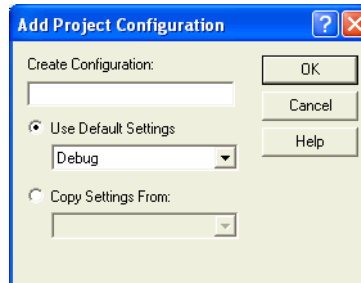 Add Project Configuration
Create Configuration:
OK
Cancel
Use Default Settings
Help
Debug
Copy Settings From: